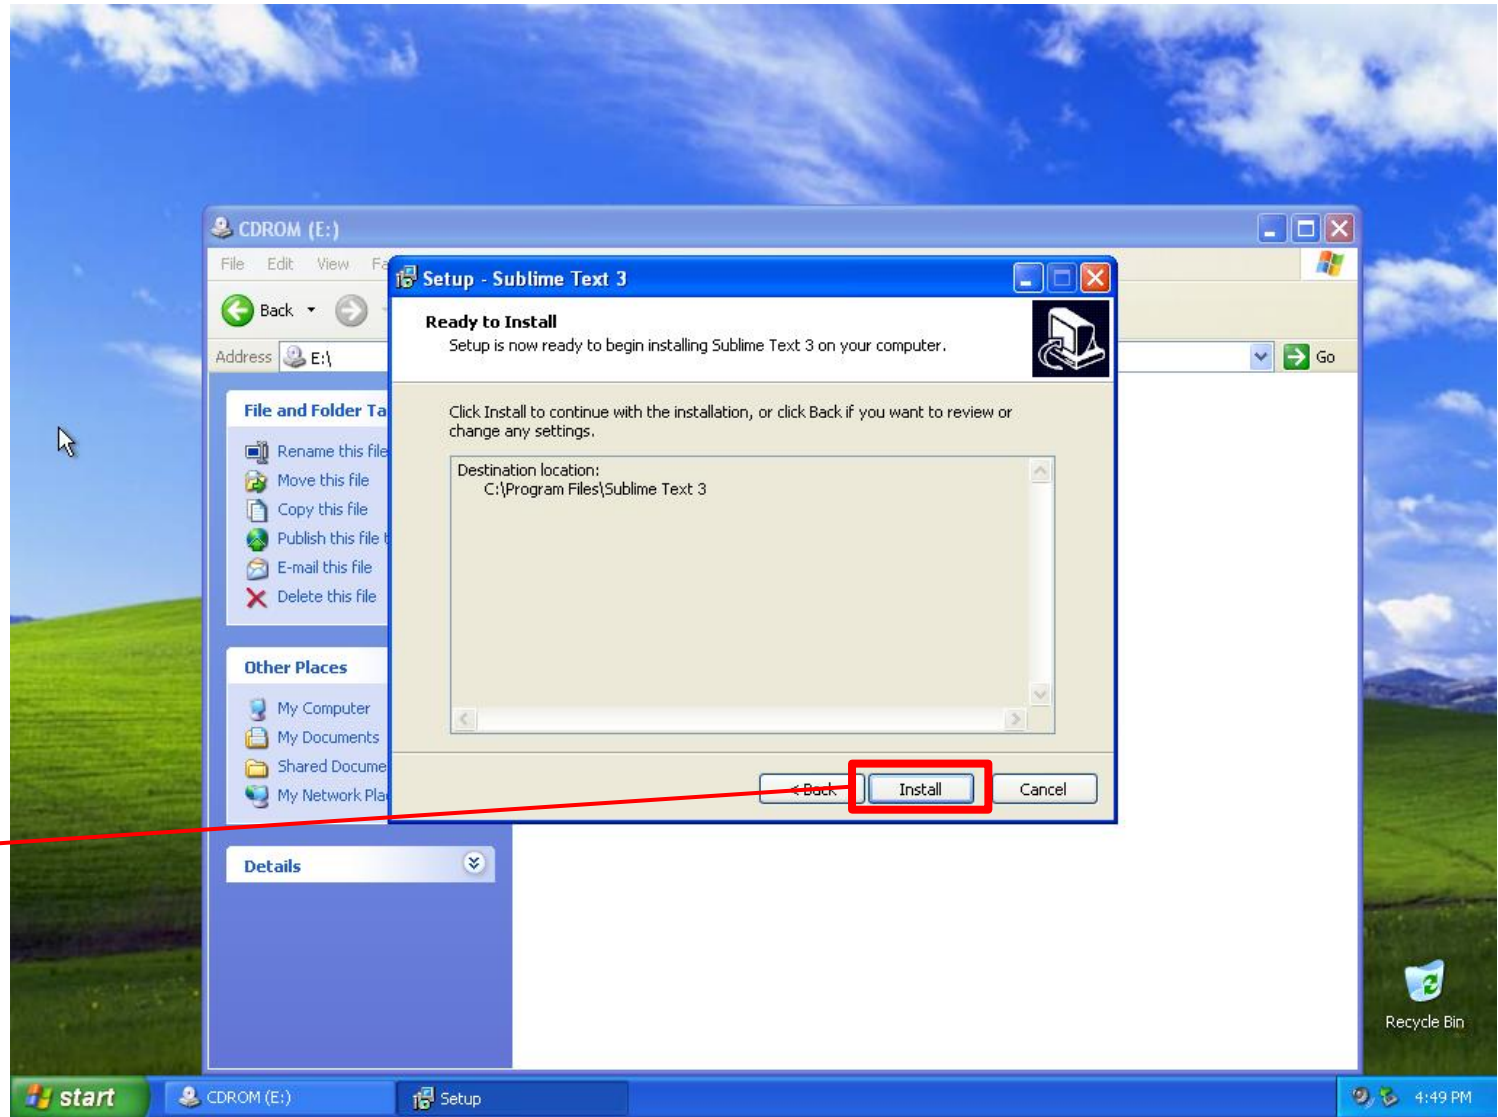 CDROM (E:)
File Edit View
Setup - Sublime Text 3
Back
Ready to Install
Setup is now ready to begin installing Sublime Text 3 on your computer.
Address E:\
Go
File and Folder
Click Install to continue with the installation, or click Back if you want to review or
change any settings.
Rename this file
Move this file
Copy this file
Publish this file
E-mail this file
Delete this file
Destination location:
C:\Program Files\Sublime Text 3
Other Places
My Computer
My Documents
Shared
My Network
< Back
Install
Cancel
Details
Recycle Bin
start
CDROM (E:)
Setup
4:49 PM